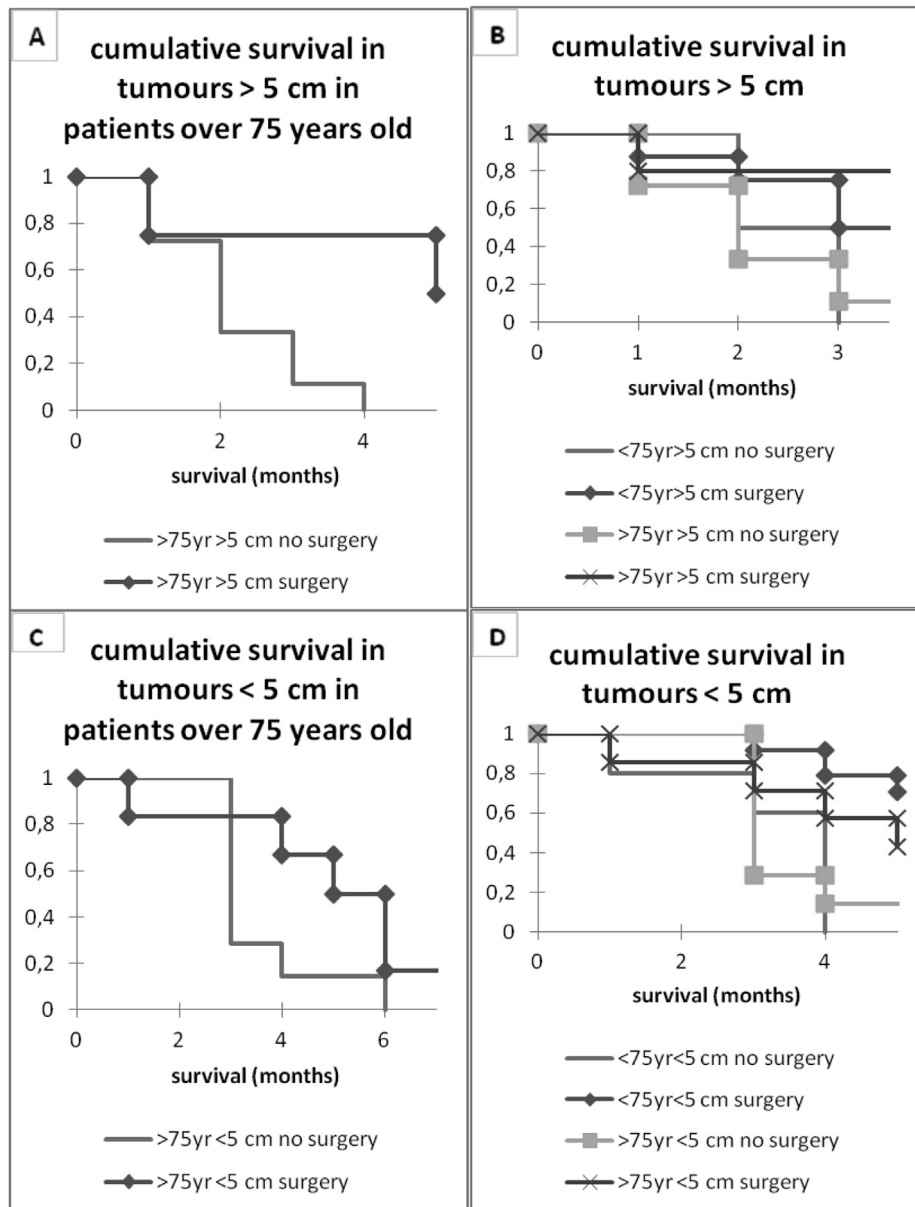 A
cumulative survival in
tumours > 5 cm in
patients over 75 years old
1
0,8
0,6
0,4
0,2
0
0 2 4
survival (months)
>75yr >5 cm no surgery
>75yr >5 cm surgery
B
cumulative survival in
tumours > 5 cm
1
0,8
0,6
0,4
0,2
0
0 1 2 3
survival (months)
<75yr>5 cm no surgery
<75yr>5 cm surgery
>75yr>5 cm no surgery
>75yr>5 cm surgery
C
cumulative survival in
tumours < 5 cm in
patients over 75 years old
1
0,8
0,6
0,4
0,2
0
0 2 4 6
survival (months)
>75yr <5 cm no surgery
>75yr <5 cm surgery
D
cumulative survival in
tumours < 5 cm
1
0,8
0,6
0,4
0,2
0
0 2 4
survival (months)
<75yr<5 cm no surgery
<75yr<5 cm surgery
>75yr <5 cm no surgery
>75yr <5 cm surgery